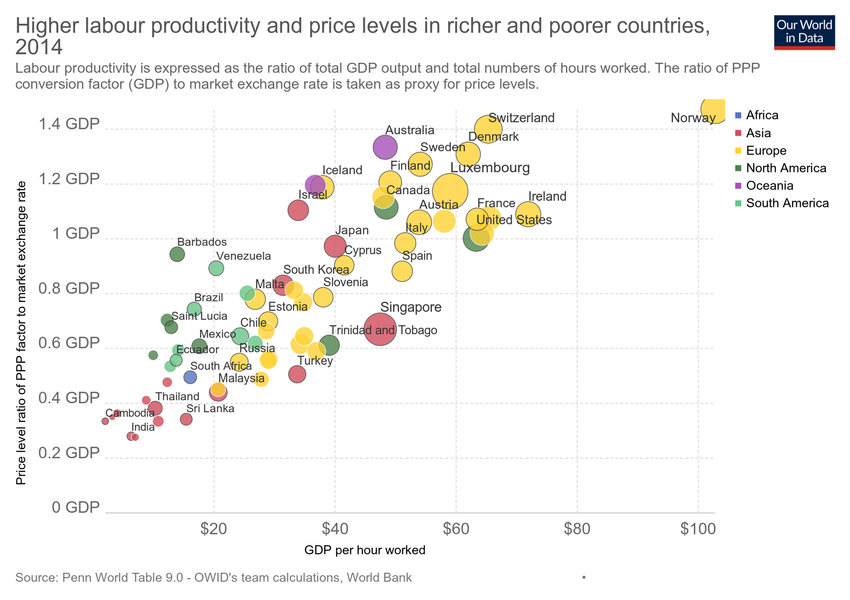 Higher labour productivity and price levels in richer and poorer countries,
2014
Our World
in Data
Labour productivity is expressed as the ratio of total GDP output and total numbers of hours worked. The ratio of PPP
conversion factor (GDP) to market exchange rate is taken as proxy for price levels.
Price level ratio of PPP factor to market exchange rate
1.4 GDP
1.2 GDP
1 GDP
0.8 GDP
0.6 GDP
0.4 GDP
0.2 GDP
0 GDP
Norway
Switzerland
Australia
Denmark
Sweden
Finland
Luxembourg
Iceland
Canada
Israel
Ireland
Austria
France
United States
Japan
Italy
Barbados
Cyprus
Spain
Venezuela
South Korea
Malta
Slovenia
Brazil
Estonia
Singapore
Saint Lucia
Chile
Trinidad and Tobago
Mexico
Ecuador
Russia
Turkey
South Africa
Malaysia
Thailand
Sri Lanka
Cambodia
India
Africa
Asia
Europe
North America
Oceania
South America
$20
$40
$60
$80
$100
GDP per hour worked
Source: Penn World Table 9.0 - OWID's team calculations, World Bank
•